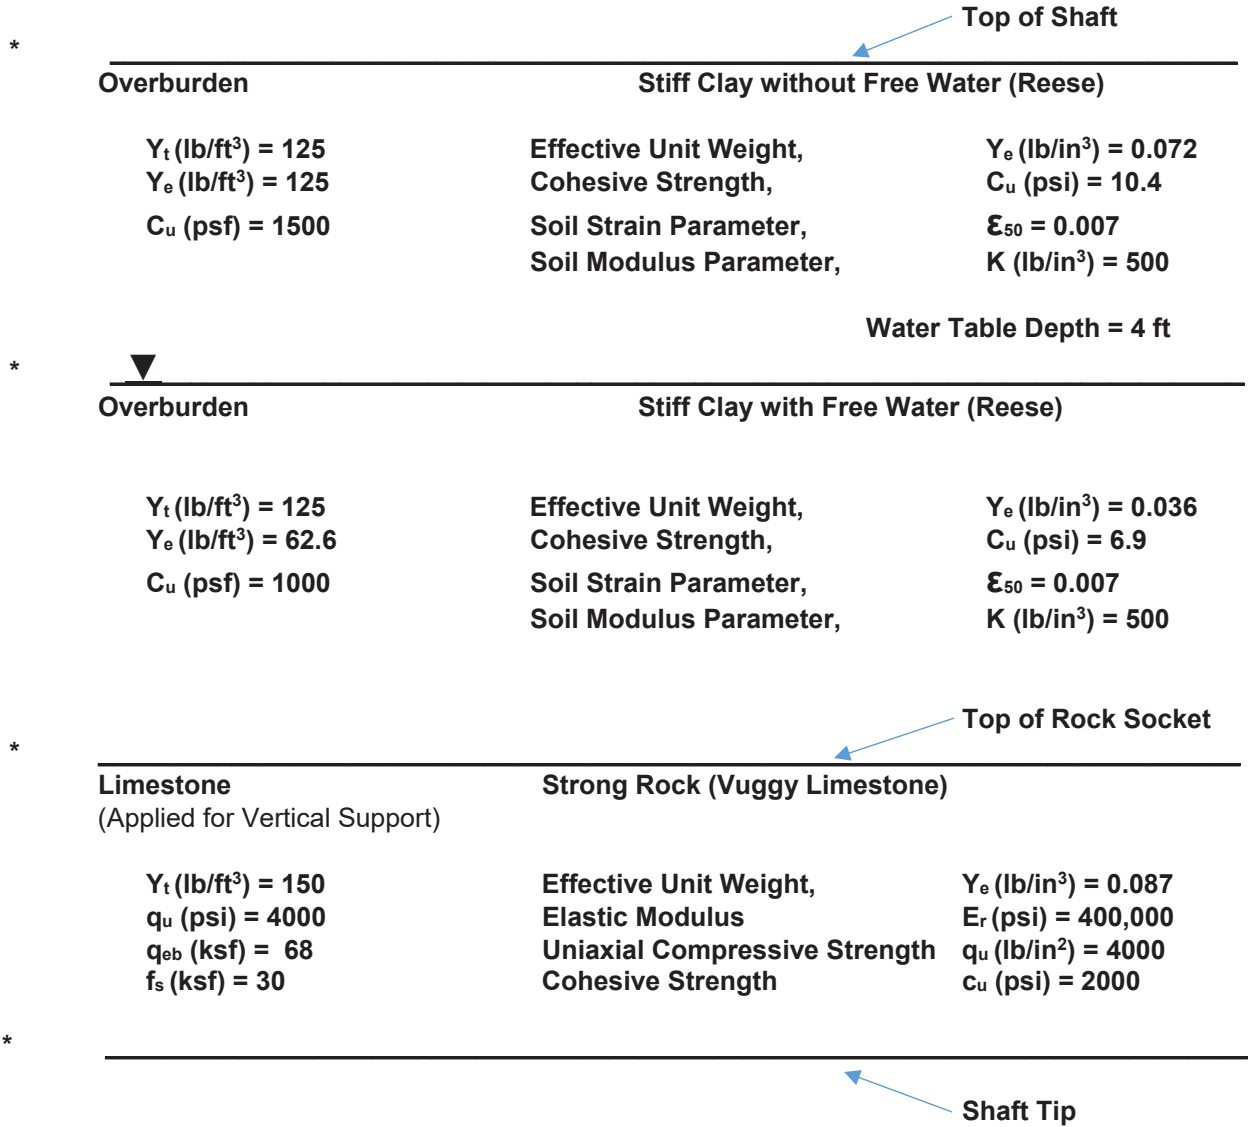 Top of Shaft
*
Overburden Stiff Clay without Free Water (Reese)
Yt (lb/ft³) = 125 Effective Unit Weight, Ye (lb/in³) = 0.072
Ye (lb/ft³) = 125 Cohesive Strength, Cu (psi) = 10.4
Cu (psf) = 1500 Soil Strain Parameter, ε50 = 0.007
Soil Modulus Parameter, K (lb/in³) = 500
Water Table Depth = 4 ft
* ▼
Overburden Stiff Clay with Free Water (Reese)
Yt (lb/ft³) = 125 Effective Unit Weight, Ye (lb/in³) = 0.036
Ye (lb/ft³) = 62.6 Cohesive Strength, Cu (psi) = 6.9
Cu (psf) = 1000 Soil Strain Parameter, ε50 = 0.007
Soil Modulus Parameter, K (lb/in³) = 500
Top of Rock Socket
*
Limestone Strong Rock (Vuggy Limestone)
(Applied for Vertical Support)
Yt (lb/ft³) = 150 Effective Unit Weight, Ye (lb/in³) = 0.087
qu (psi) = 4000 Elastic Modulus Er (psi) = 400,000
qeb (ksf) = 68 Uniaxial Compressive Strength qu (lb/in²) = 4000
fs (ksf) = 30 Cohesive Strength cu (psi) = 2000
*
Shaft Tip